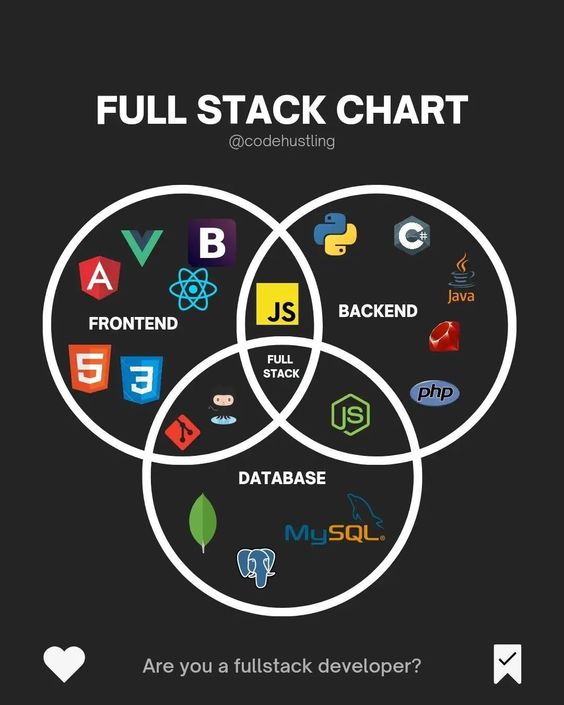 FULL STACK CHART
@codehustling
B
C#
A
Java
JS
FRONTEND
BACKEND
FULL
STACK
5
3
php
JS
DATABASE
MySQL®
Are you a fullstack developer?